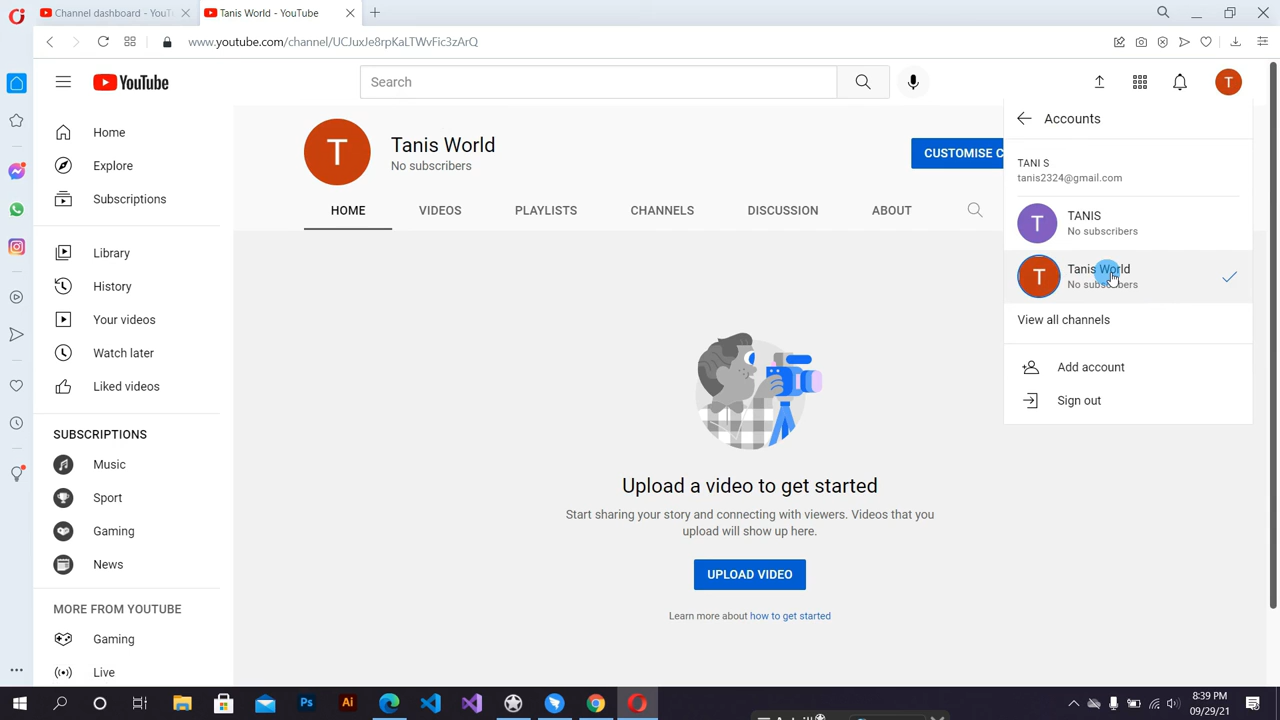 Channel dashboard - YouT
Tanis World - YouTube
www.youtube.com/channel/UCJuxJe8rpKaLTWvFic3zArQ
YouTube
Search
T
Home
Explore
Subscriptions
Library
History
Your videos
Watch later
Liked videos
SUBSCRIPTIONS
Music
Sport
Gaming
News
MORE FROM YOUTUBE
Gaming
Live
T
Tanis World
No subscribers
CUSTOMISE C
HOME
VIDEOS
PLAYLISTS
CHANNELS
DISCUSSION
ABOUT
Upload a video to get started
Start sharing your story and connecting with viewers. Videos that you
upload will show up here.
UPLOAD VIDEO
Learn more about how to get started
Accounts
TANI S
tanis2324@gmail.com
T
TANIS
No subscribers
T
Tanis World
No subscribers
View all channels
Add account
Sign out
Ps
Ai
8:39 PM
09/29/21